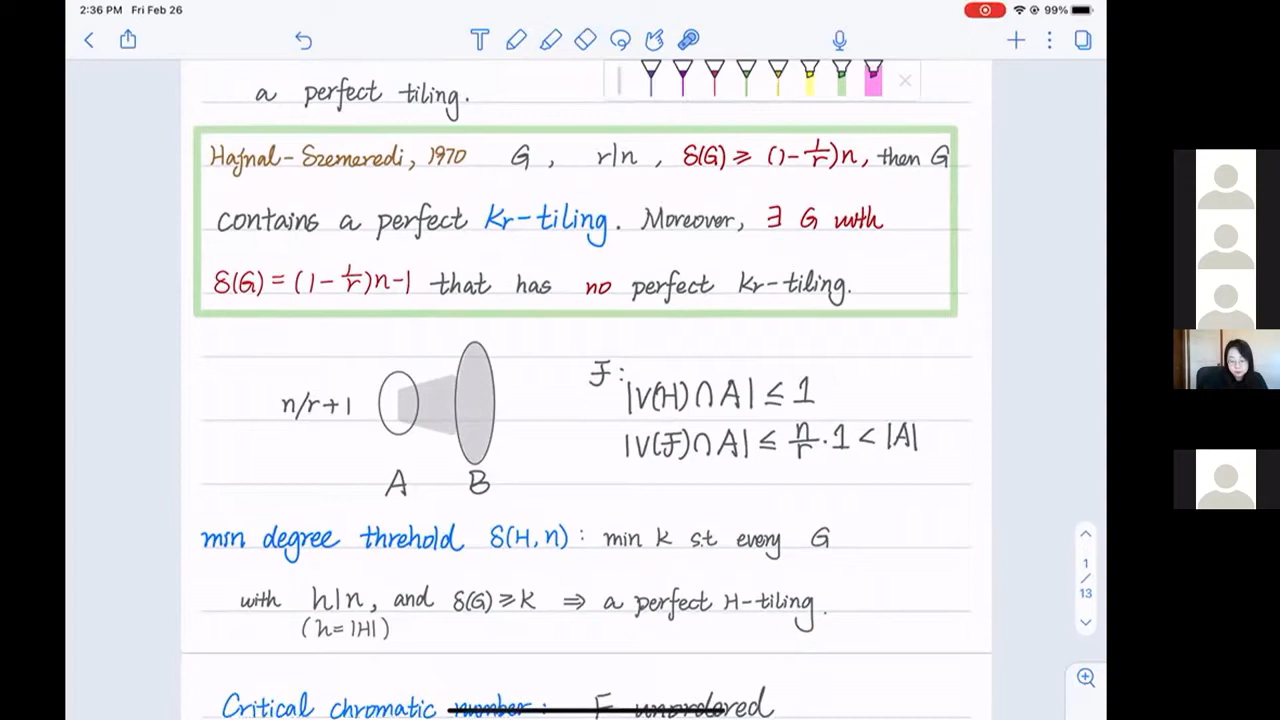 2:36 PM Fri Feb 26
99%
a perfect tiling.
Hajnal-Szemeredi, 1970 G, r|n, δ(G) ≥ (1-1/r)n, then G
contains a perfect Kr-tiling. Moreover, ∃ G with
δ(G) = (1-1/r)n-1 that has no perfect Kr-tiling.
n/r+1
A B
F:
|V(H)∩A| ≤ 1
|V(F)∩A| ≤ n/r · 1 < |A|
min degree threhold δ(H,n): min k s.t every G
with h|n, and δ(G) ≥ k ⇒ a perfect H-tiling.
(h=|H|)
1
/
13
Critical chromatic number: F unordered